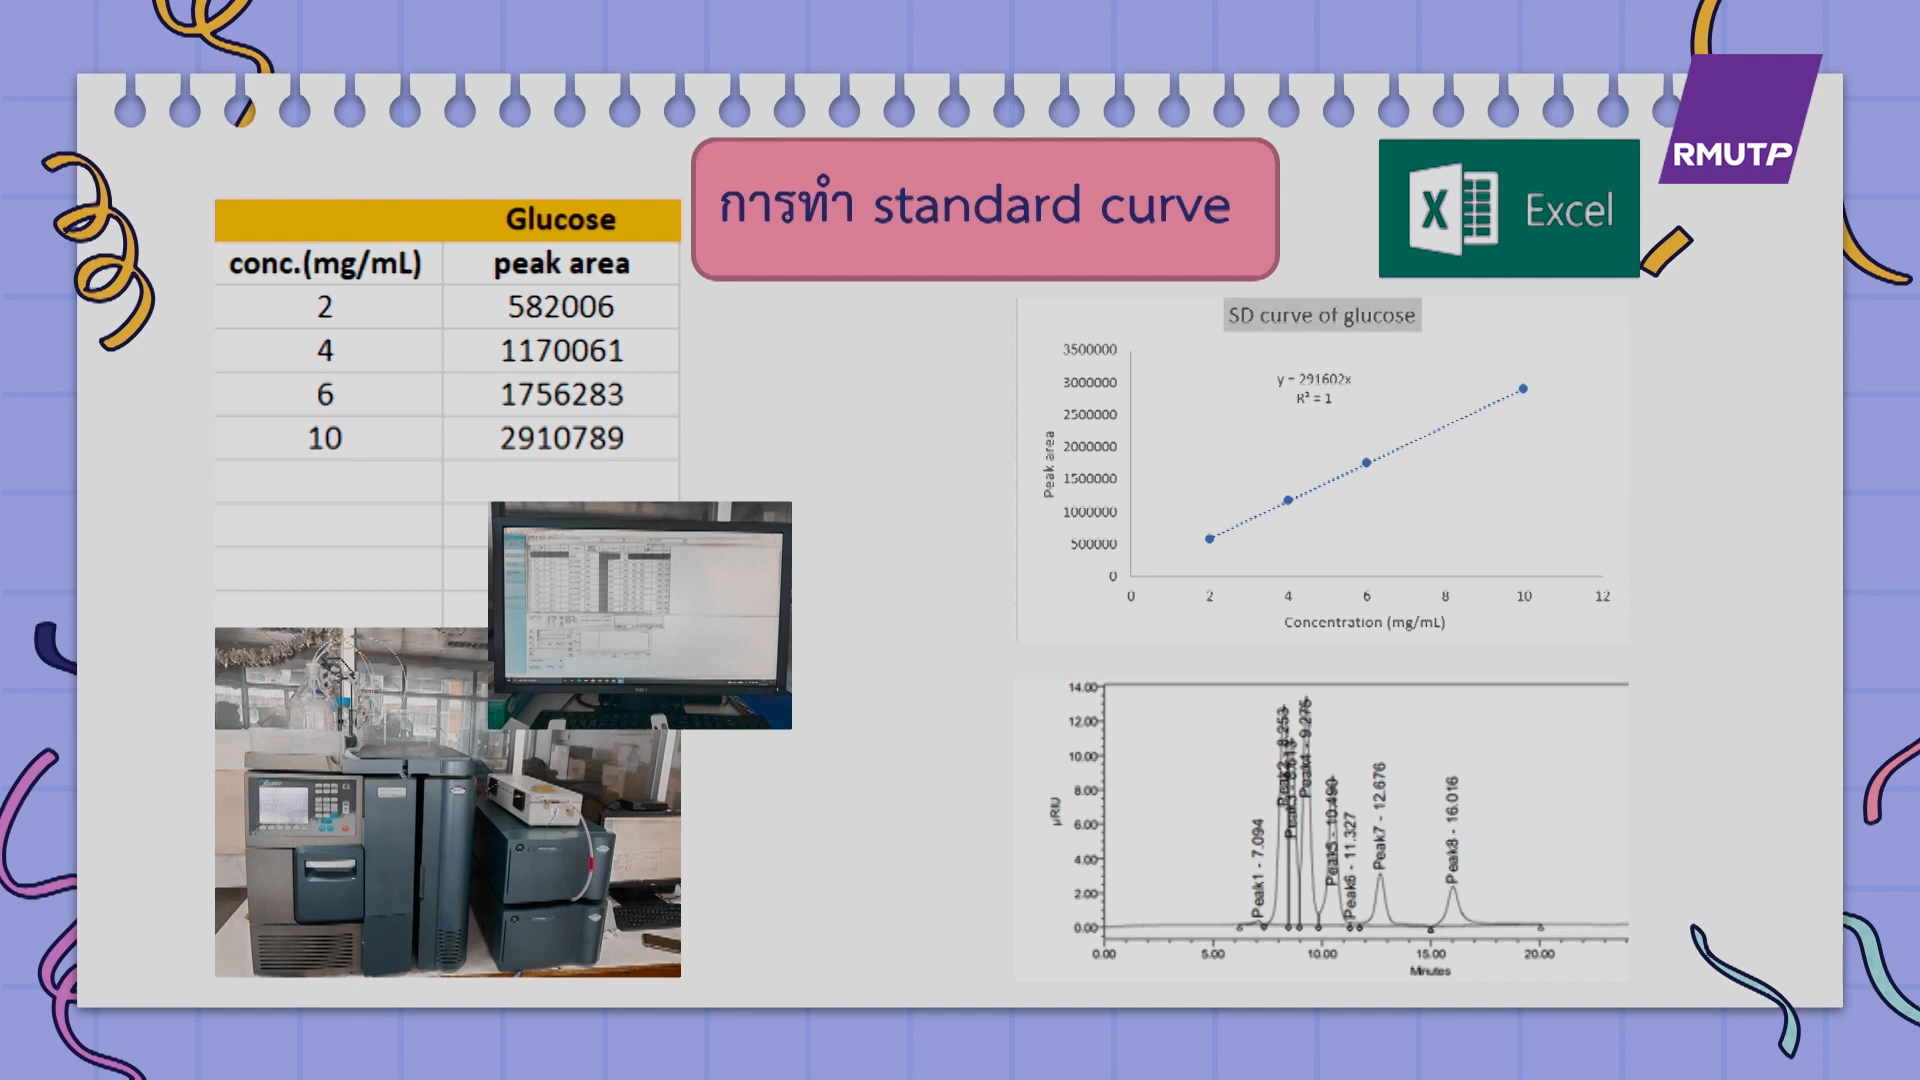 RMUTP
การทำ standard curve
Excel
Glucose
conc.(mg/mL) peak area
2 582006
4 1170061
6 1756283
10 2910789
SD curve of glucose
3500000
3000000
2500000
2000000
1500000
1000000
500000
0
Peak area
y = 291602x
R² = 1
0 2 4 6 8 10 12
Concentration (mg/mL)
14.00
12.00
10.00
8.00
6.00
4.00
2.00
0.00
µRIU
Peak1 - 7.094
Peak2 - 8.253
Peak4 - 9.275
Peak5 - 10.490
Peak6 - 11.327
Peak7 - 12.676
Peak8 - 16.016
0.00 5.00 10.00 15.00 20.00
Minutes